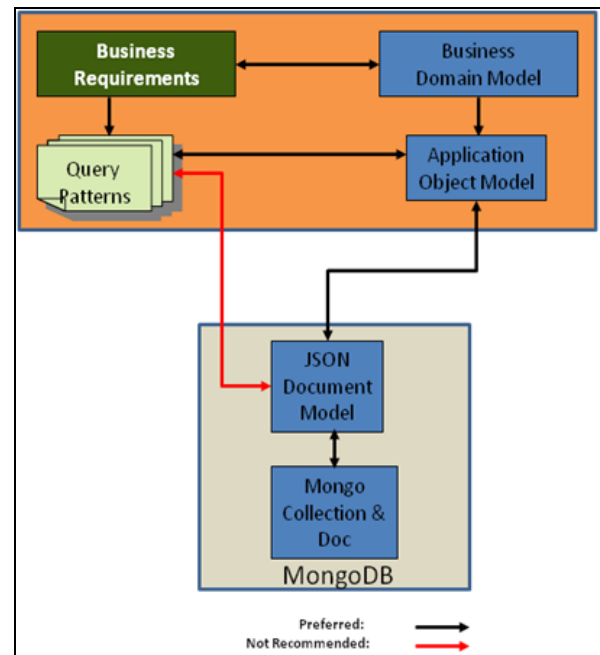 Business
Requirements
Business
Domain Model
Query
Patterns
Application
Object Model
JSON
Document
Model
Mongo
Collection &
Doc
MongoDB
Preferred:
Not Recommended: